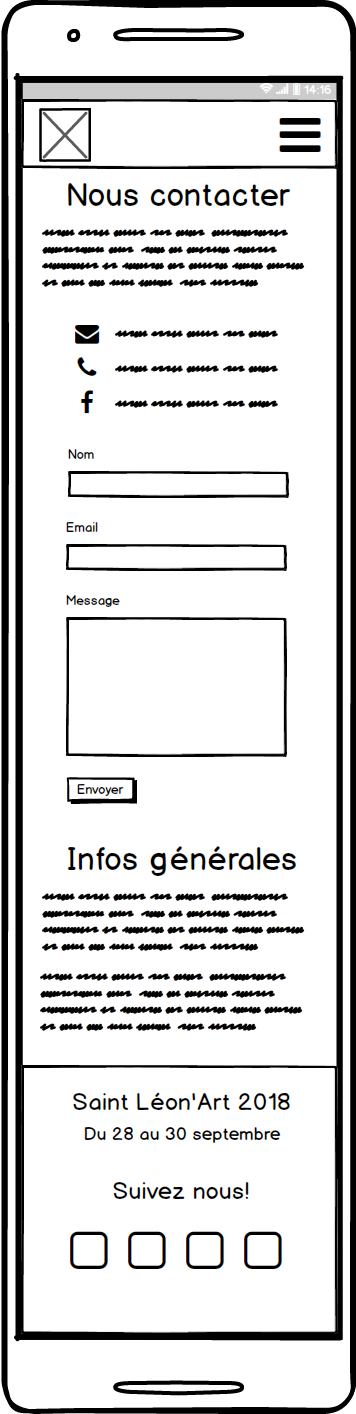 14:16
Nous contacter
Nom
Email
Message
Envoyer
Infos générales
Saint Léon'Art 2018
Du 28 au 30 septembre
Suivez nous!